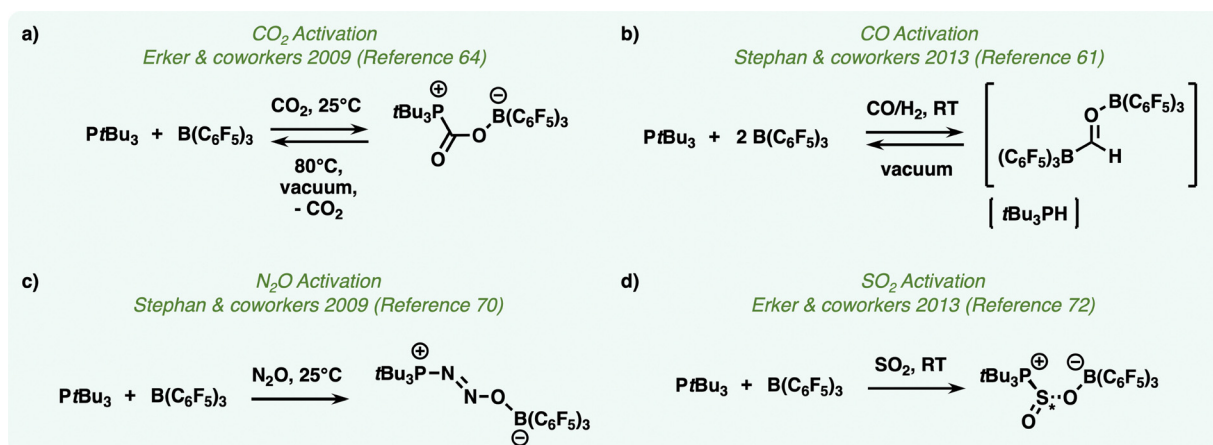 a)
CO₂ Activation
Erker & coworkers 2009 (Reference 64)
PtBu₃ + B(C₆F₅)₃
CO₂, 25°C
80°C,
vacuum,
- CO₂
⊕
tBu₃P
O
O
⊖
B(C₆F₅)₃
b)
CO Activation
Stephan & coworkers 2013 (Reference 61)
PtBu₃ + 2 B(C₆F₅)₃
CO/H₂, RT
vacuum
B(C₆F₅)₃
O
(C₆F₅)₃B
H
[ tBu₃PH ]
c)
N₂O Activation
Stephan & coworkers 2009 (Reference 70)
PtBu₃ + B(C₆F₅)₃
N₂O, 25°C
⊕
tBu₃P–N
N–O
B(C₆F₅)₃
⊖
d)
SO₂ Activation
Erker & coworkers 2013 (Reference 72)
PtBu₃ + B(C₆F₅)₃
SO₂, RT
⊕ ⊖
tBu₃P B(C₆F₅)₃
S O
*
O